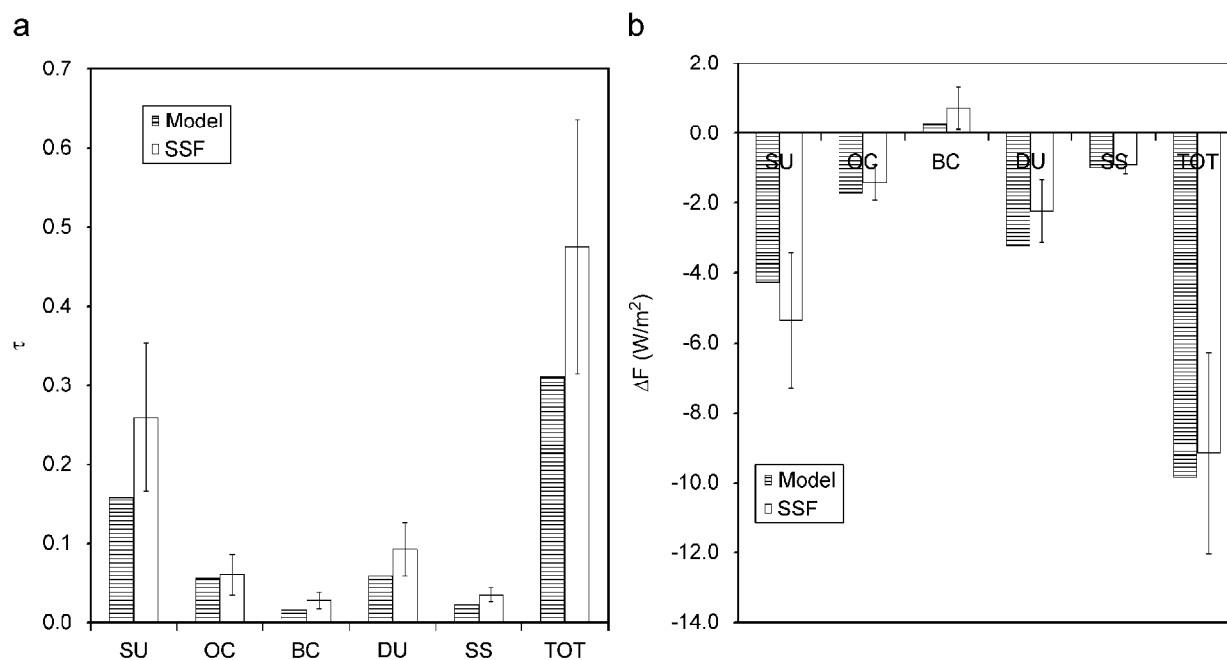 a
0.7
0.6
0.5
0.4
0.3
0.2
0.1
0.0
τ
Model
SSF
SU OC BC DU SS TOT
b
2.0
0.0
-2.0
-4.0
-6.0
-8.0
-10.0
-12.0
-14.0
ΔF (W/m²)
SU OC BC DU SS TOT
Model
SSF